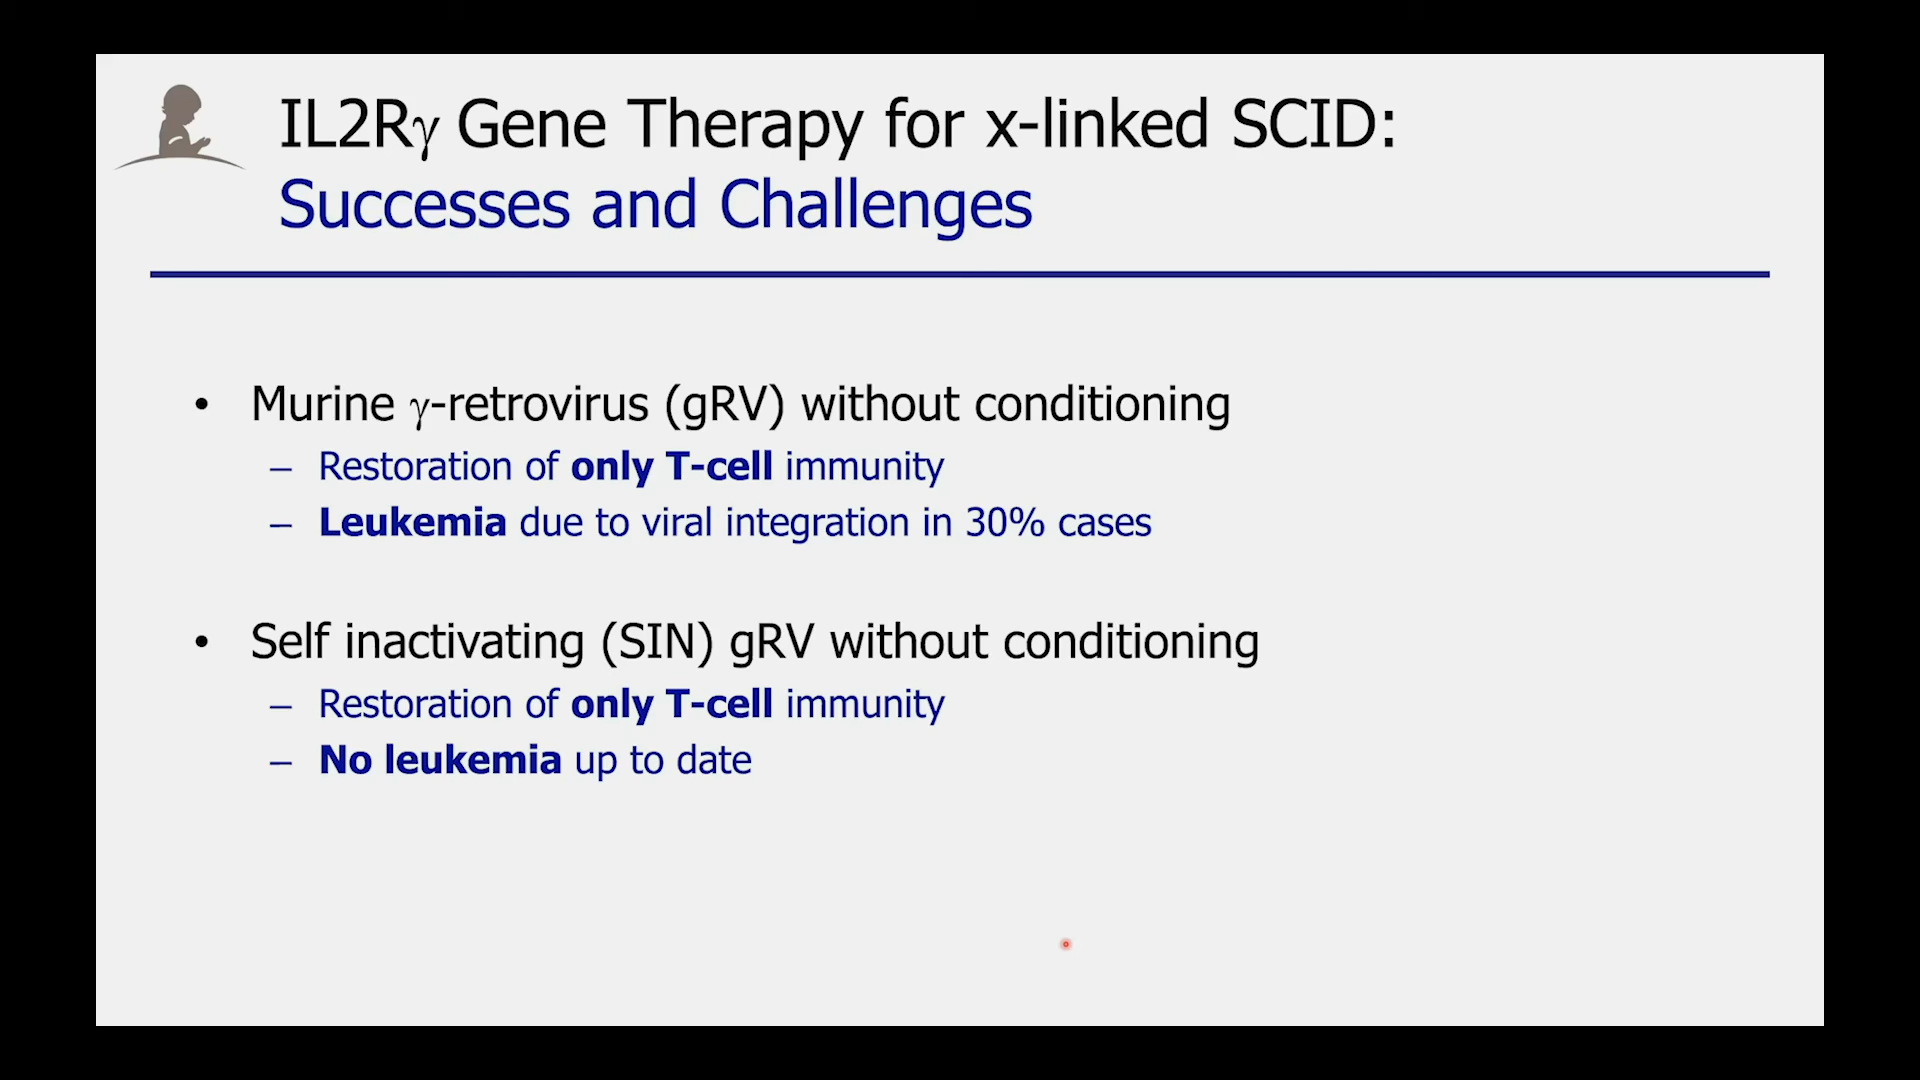 IL2Rγ Gene Therapy for x-linked SCID:
Successes and Challenges
• Murine γ-retrovirus (gRV) without conditioning
– Restoration of only T-cell immunity
– Leukemia due to viral integration in 30% cases
• Self inactivating (SIN) gRV without conditioning
– Restoration of only T-cell immunity
– No leukemia up to date